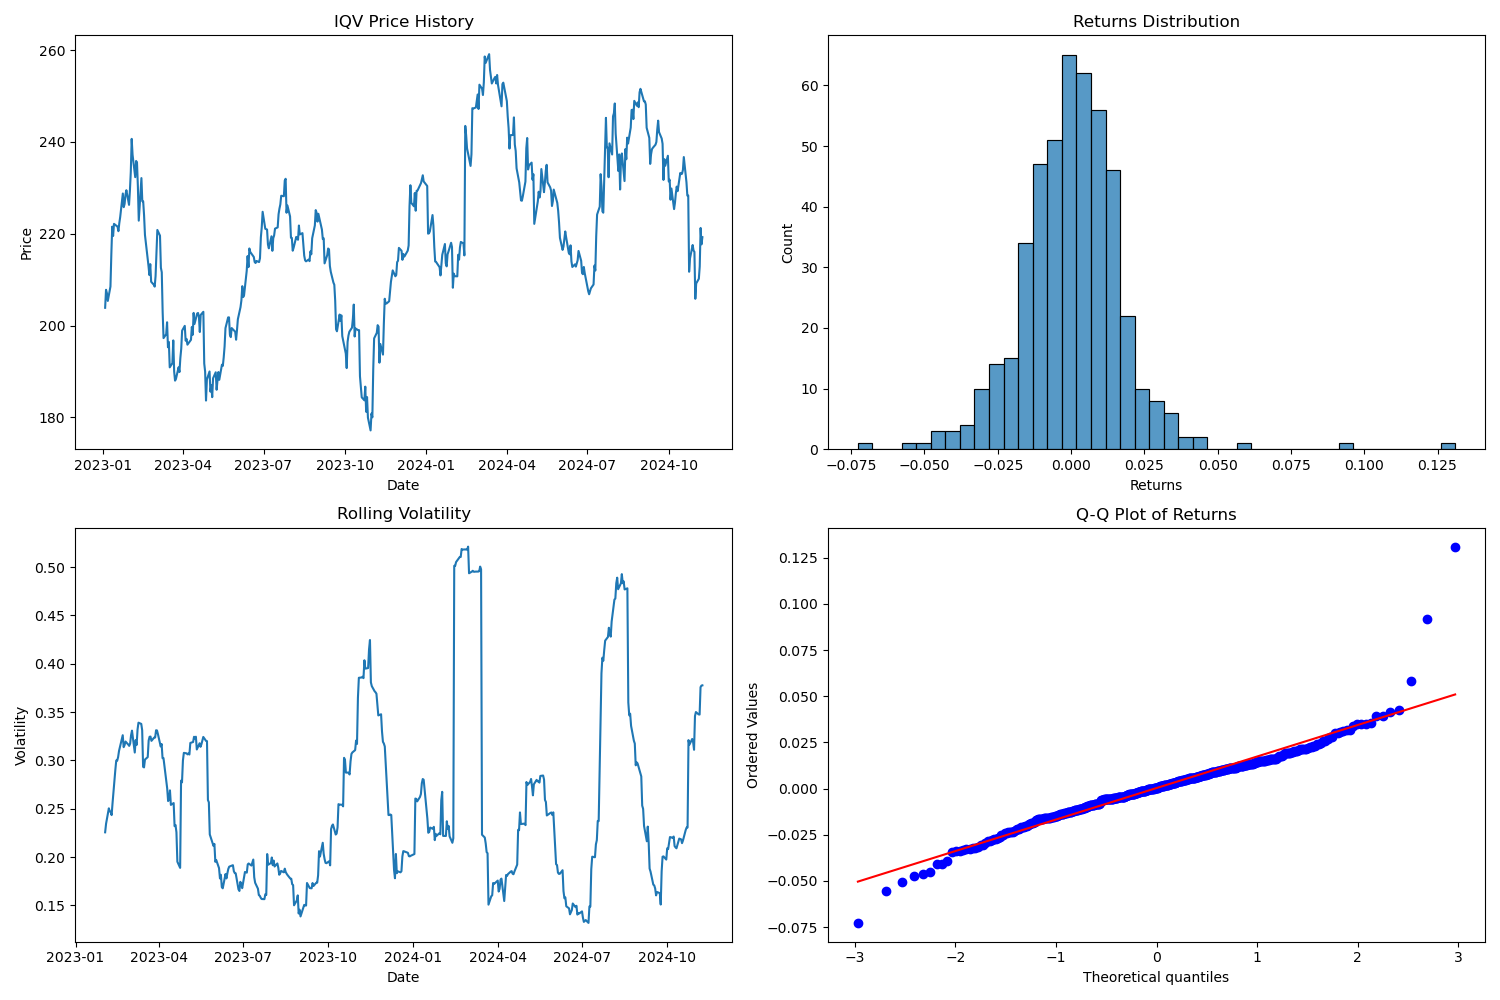 IQV Price History
Price
260
240
220
200
180
2023-01 2023-04 2023-07 2023-10 2024-01 2024-04 2024-07 2024-10
Date
Returns Distribution
Count
60
50
40
30
20
10
0
−0.075 −0.050 −0.025 0.000 0.025 0.050 0.075 0.100 0.125
Returns
Rolling Volatility
Volatility
0.50
0.45
0.40
0.35
0.30
0.25
0.20
0.15
2023-01 2023-04 2023-07 2023-10 2024-01 2024-04 2024-07 2024-10
Date
Q-Q Plot of Returns
Ordered Values
0.125
0.100
0.075
0.050
0.025
0.000
−0.025
−0.050
−0.075
−3 −2 −1 0 1 2 3
Theoretical quantiles